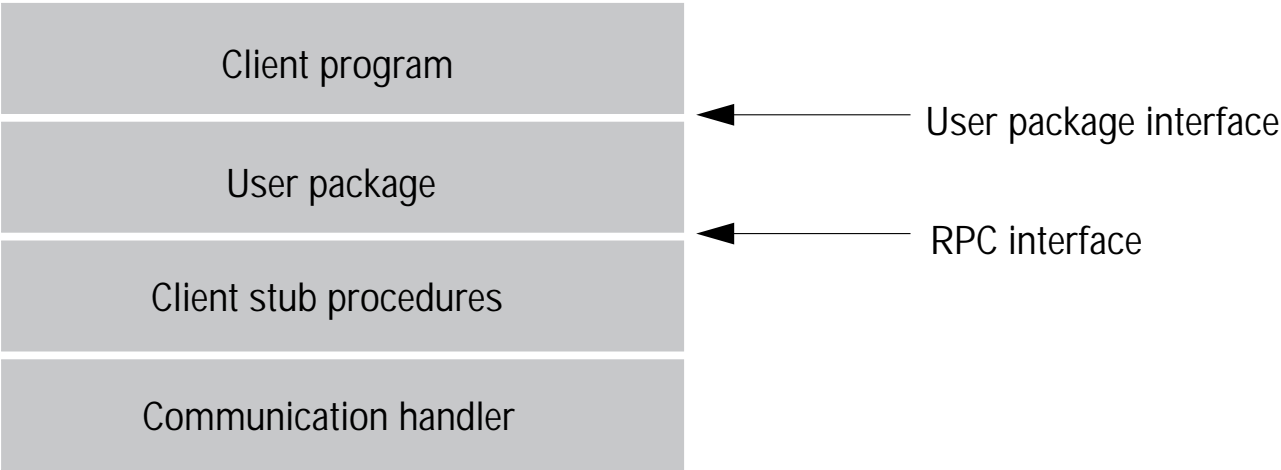 Client program
User package interface
User package
RPC interface
Client stub procedures
Communication handler